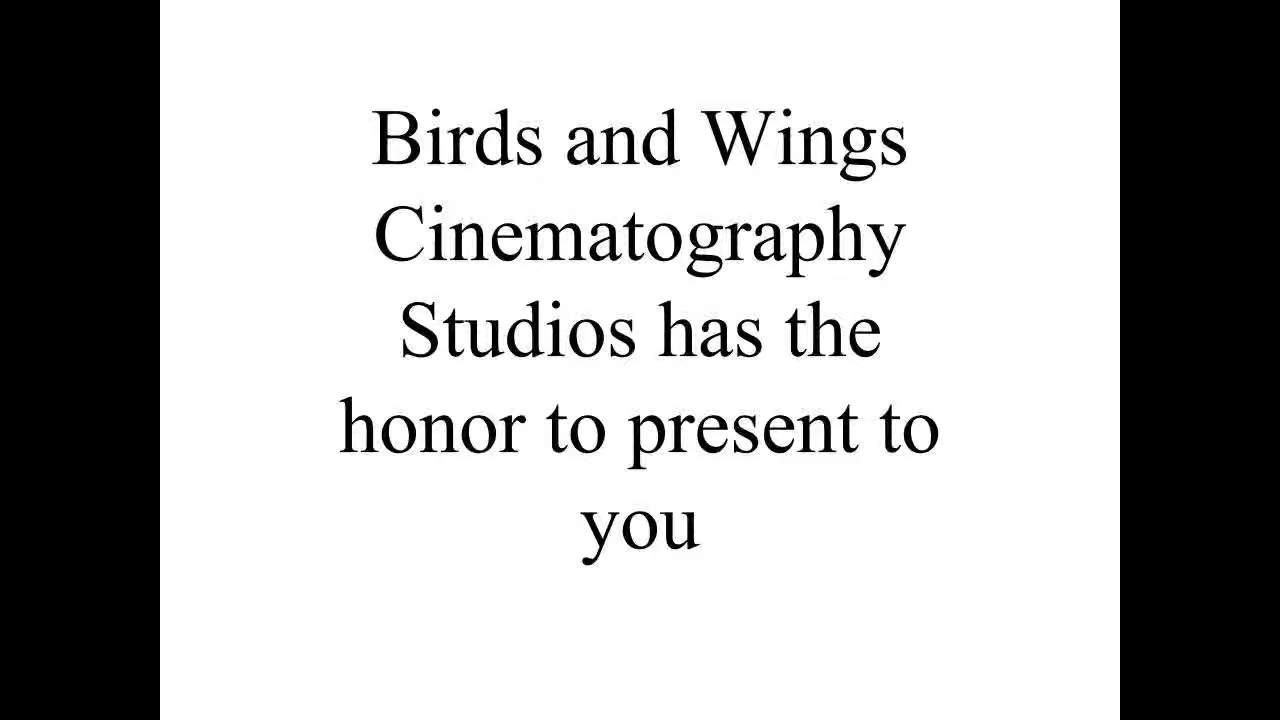 Birds and Wings
Cinematography
Studios has the
honor to present to
you